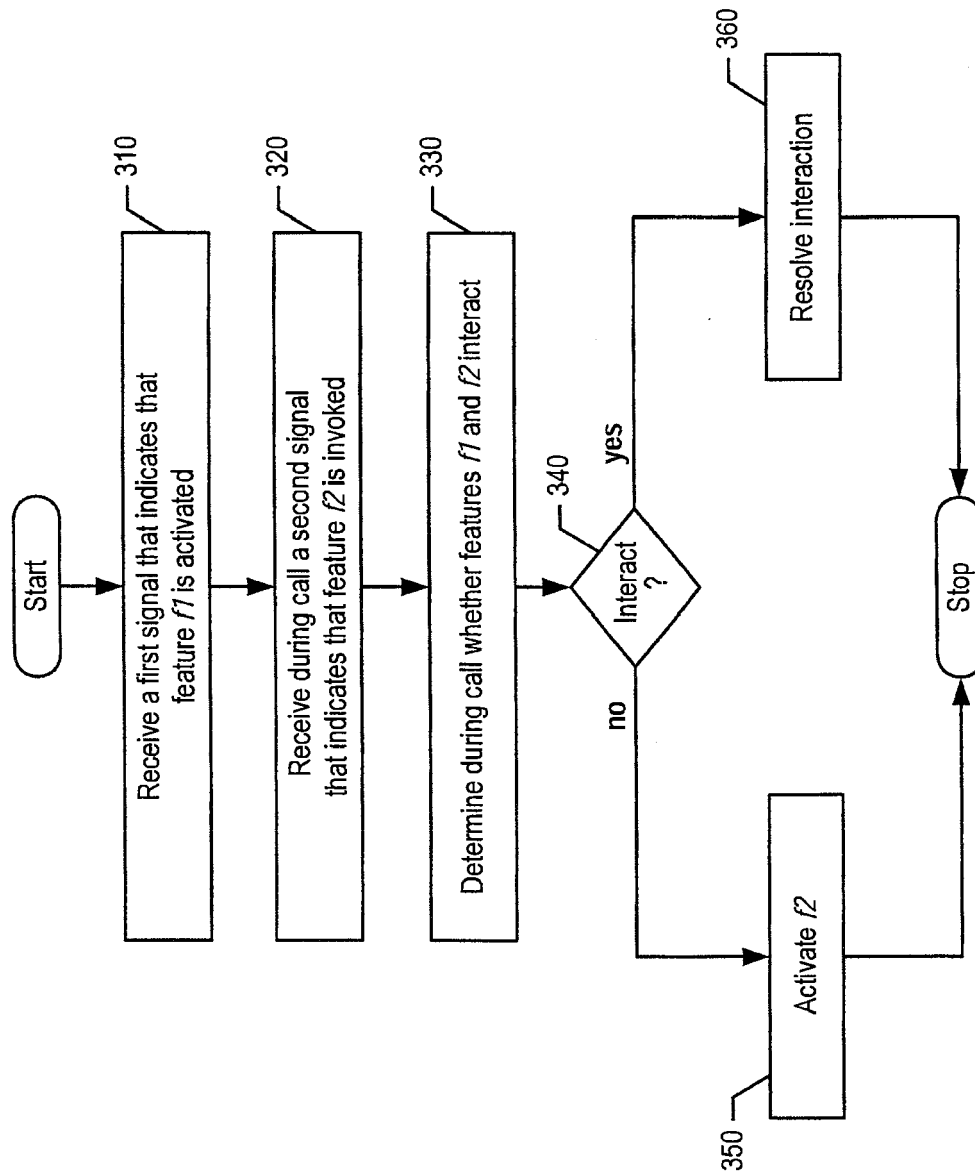 Start
310
Receive a first signal that indicates that
feature f1 is activated
320
Receive during call a second signal
that indicates that feature f2 is invoked
330
Determine during call whether features f1 and f2 interact
340
Interact
?
no
yes
350
Activate f2
360
Resolve interaction
Stop